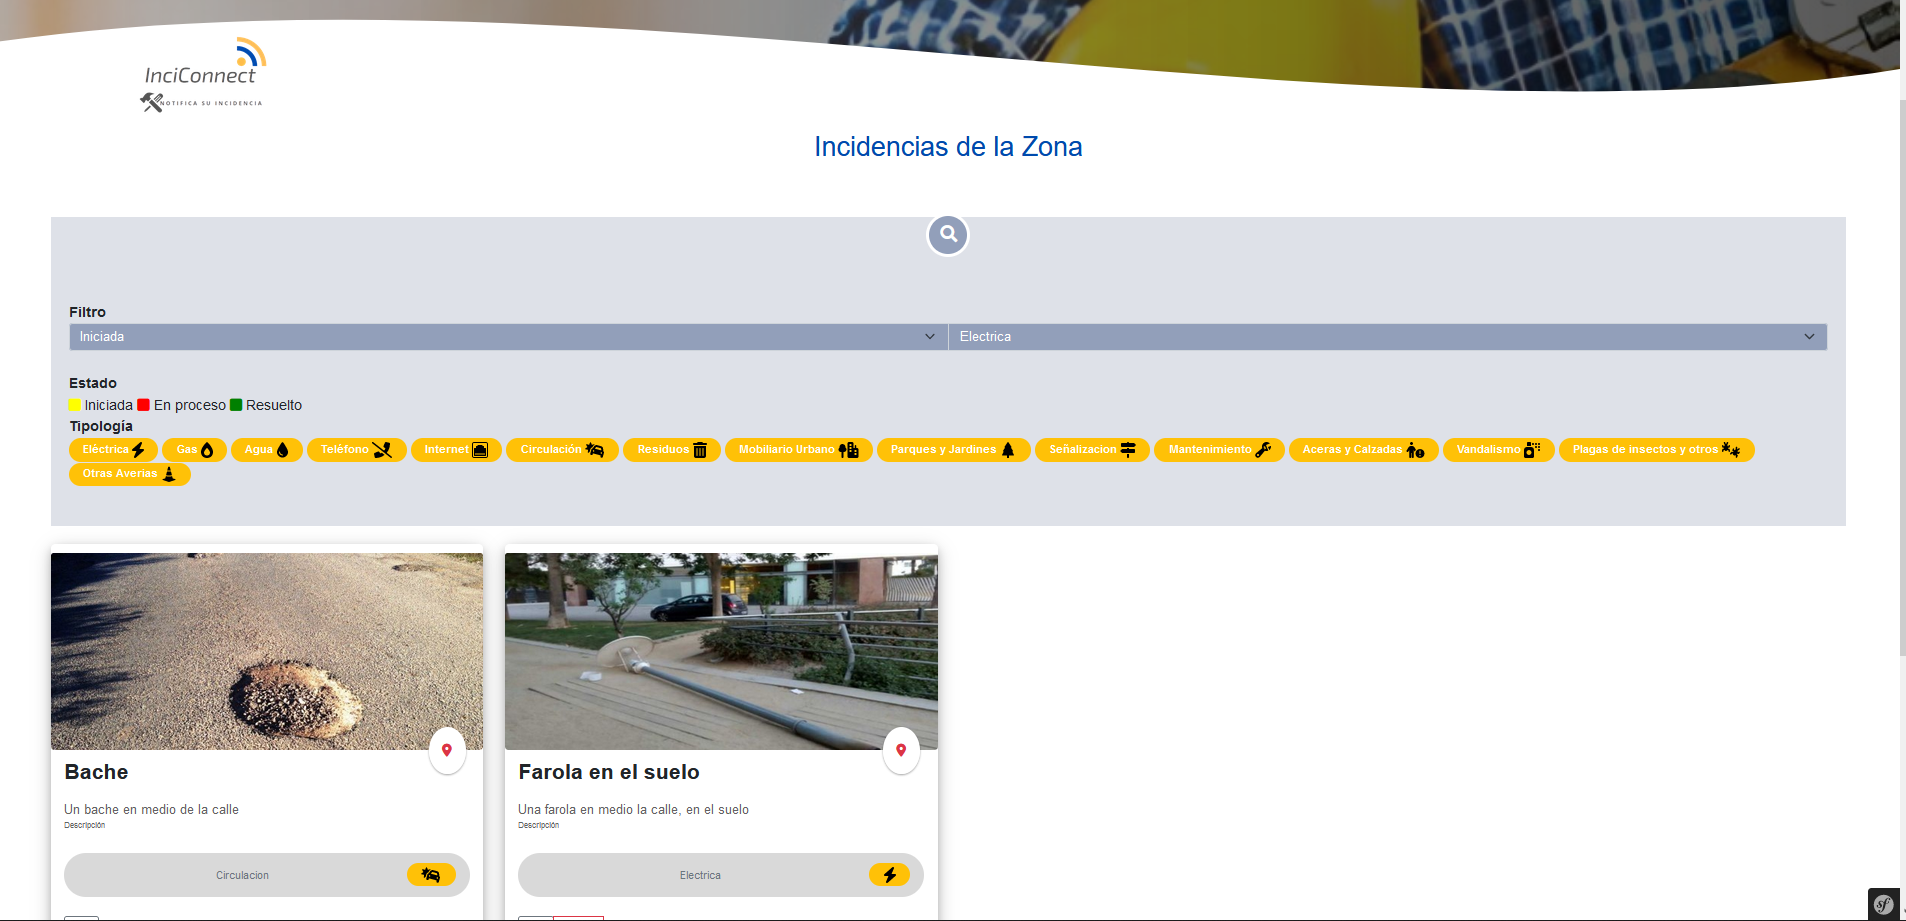 InciConnect
NOTIFICA SU INCIDENCIA
Incidencias de la Zona
Filtro
Iniciada
Electrica
Estado
Iniciada En proceso Resuelto
Tipología
Eléctrica Gas Agua Teléfono Internet Circulación Residuos Mobiliario Urbano Parques y Jardines Señalizacion Mantenimiento Aceras y Calzadas Vandalismo Plagas de insectos y otros
Otras Averias
Bache
Un bache en medio de la calle
Descripción
Circulacion
Farola en el suelo
Una farola en medio la calle, en el suelo
Descripción
Electrica
sf